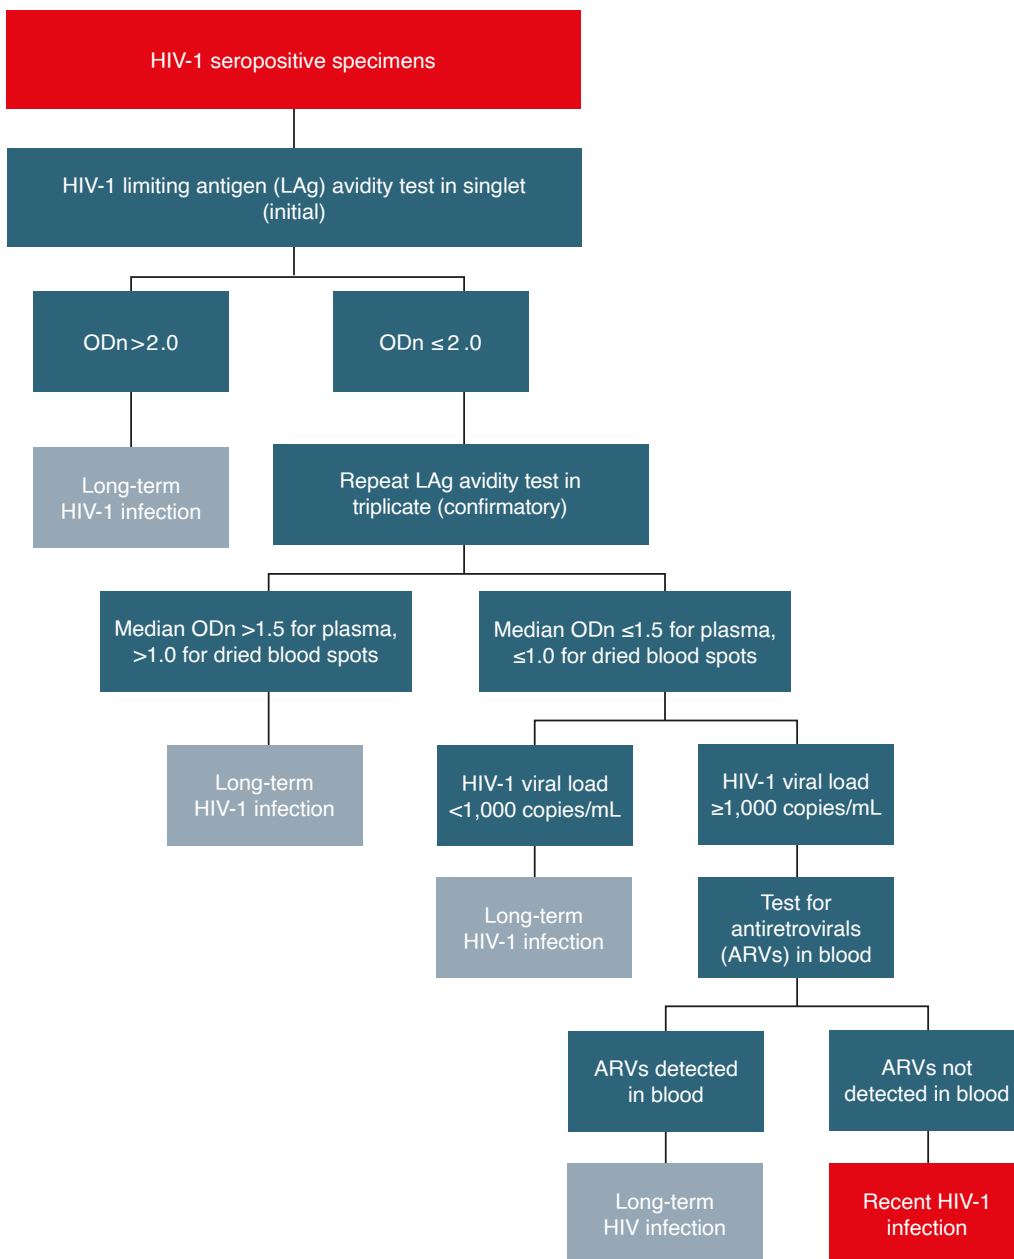 HIV-1 seropositive specimens
HIV-1 limiting antigen (LAg) avidity test in singlet
(initial)
ODn >2.0
ODn ≤ 2.0
Long-term
HIV-1 infection
Repeat LAg avidity test in
triplicate (confirmatory)
Median ODn >1.5 for plasma,
>1.0 for dried blood spots
Median ODn ≤1.5 for plasma,
≤1.0 for dried blood spots
Long-term
HIV-1 infection
HIV-1 viral load
<1,000 copies/mL
HIV-1 viral load
≥1,000 copies/mL
Long-term
HIV-1 infection
Test for
antiretrovirals
(ARVs) in blood
ARVs detected
in blood
ARVs not
detected in blood
Long-term
HIV infection
Recent HIV-1
infection